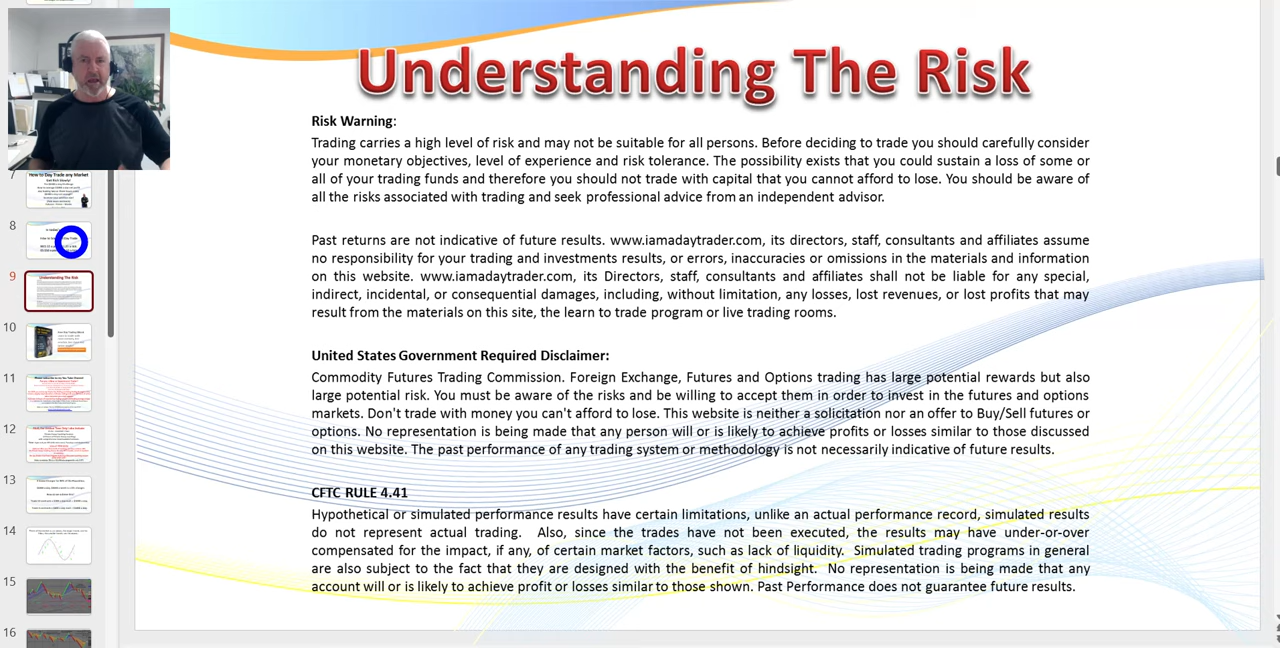 Understanding The Risk
Risk Warning:
Trading carries a high level of risk and may not be suitable for all persons. Before deciding to trade you should carefully consider
your monetary objectives, level of experience and risk tolerance. The possibility exists that you could sustain a loss of some or
all of your trading funds and therefore you should not trade with capital that you cannot afford to lose. You should be aware of
all the risks associated with trading and seek professional advice from an independent advisor.
Past returns are not indicative of future results. www.iamadaytrader.com, its directors, staff, consultants and affiliates assume
no responsibility for your trading and investments results, or errors, inaccuracies or omissions in the materials and information
on this website. www.iamadaytrader.com, its Directors, staff, consultants and affiliates shall not be liable for any special,
indirect, incidental, or consequential damages, including, without limitation, any losses, lost revenues, or lost profits that may
result from the materials on this site, the learn to trade program or live trading rooms.
United States Government Required Disclaimer:
Commodity Futures Trading Commission. Foreign Exchange, Futures and Options trading has large potential rewards but also
large potential risk. You must be aware of the risks and be willing to accept them in order to invest in the futures and options
markets. Don't trade with money you can't afford to lose. This website is neither a solicitation nor an offer to Buy/Sell futures or
options. No representation is being made that any person will or is likely to achieve profits or losses similar to those discussed
on this website. The past performance of any trading system or methodology is not necessarily indicative of future results.
CFTC RULE 4.41
Hypothetical or simulated performance results have certain limitations, unlike an actual performance record, simulated results
do not represent actual trading. Also, since the trades have not been executed, the results may have under-or-over
compensated for the impact, if any, of certain market factors, such as lack of liquidity. Simulated trading programs in general
are also subject to the fact that they are designed with the benefit of hindsight. No representation is being made that any
account will or is likely to achieve profit or losses similar to those shown. Past Performance does not guarantee future results.
7
How to Day Trade any Market
8
9
Understanding The Risk
10
11
12
13
14
15
16